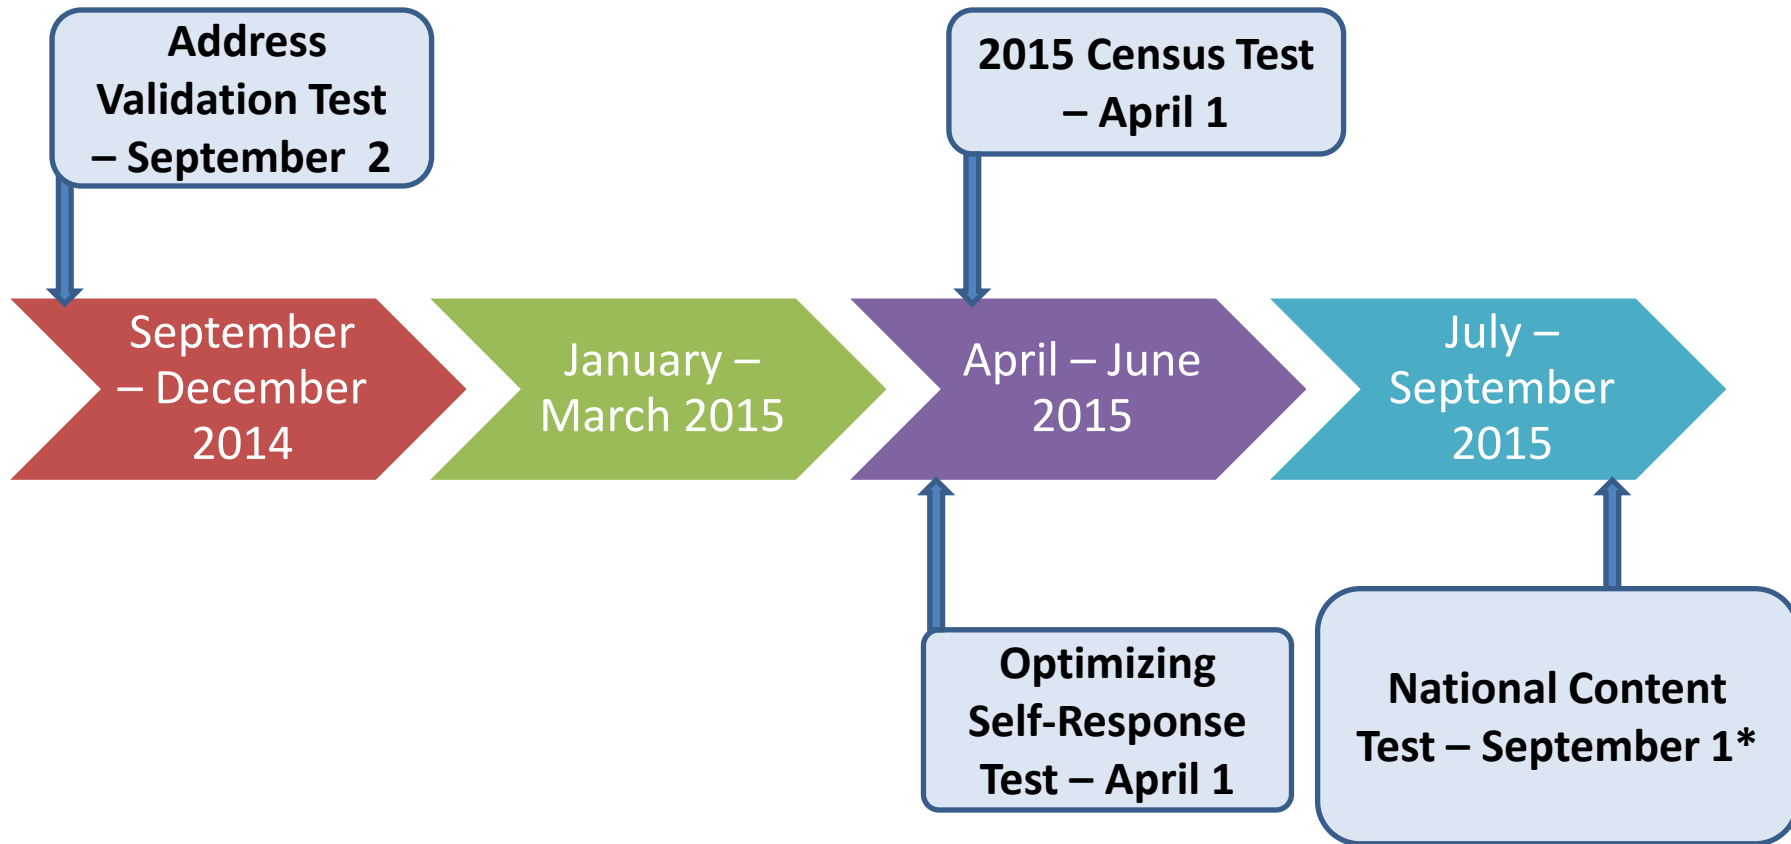 Address
Validation Test
– September  2
2015 Census Test
– April 1
September
– December
2014
January –
March 2015
April – June
2015
July –
September
2015
Optimizing
Self-Response
Test – April 1
National Content
Test – September 1*